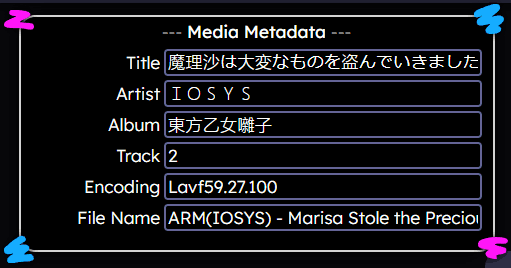 --- Media Metadata ---
Title 魔理沙は大変なものを盗んでいきました
Artist ＩＯＳＹＳ
Album 東方乙女囃子
Track 2
Encoding Lavf59.27.100
File Name ARM(IOSYS) - Marisa Stole the Preciou